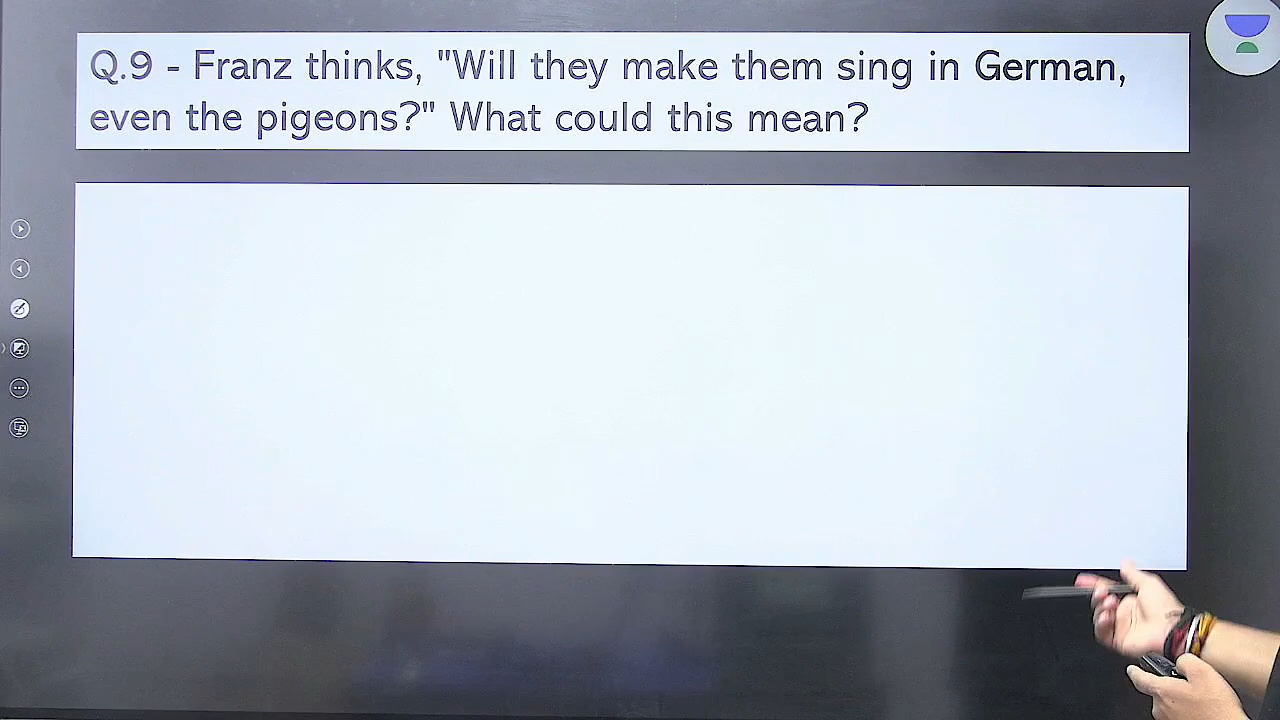 Q.9 - Franz thinks, "Will they make them sing in German,
even the pigeons?" What could this mean?